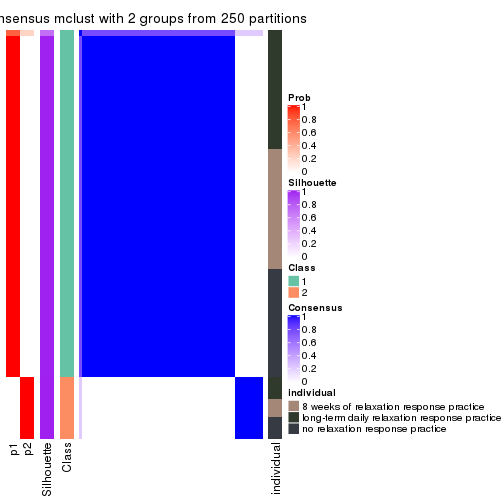 nsensus mclust with 2 groups from 250 partitions
Prob
1
0.8
0.6
0.4
0.2
0
Silhouette
1
0.8
0.6
0.4
0.2
0
Class
1
2
Consensus
1
0.8
0.6
0.4
0.2
0
individual
8 weeks of relaxation response practice
long-term daily relaxation response practice
no relaxation response practice
p1
p2
Silhouette
Class
individual